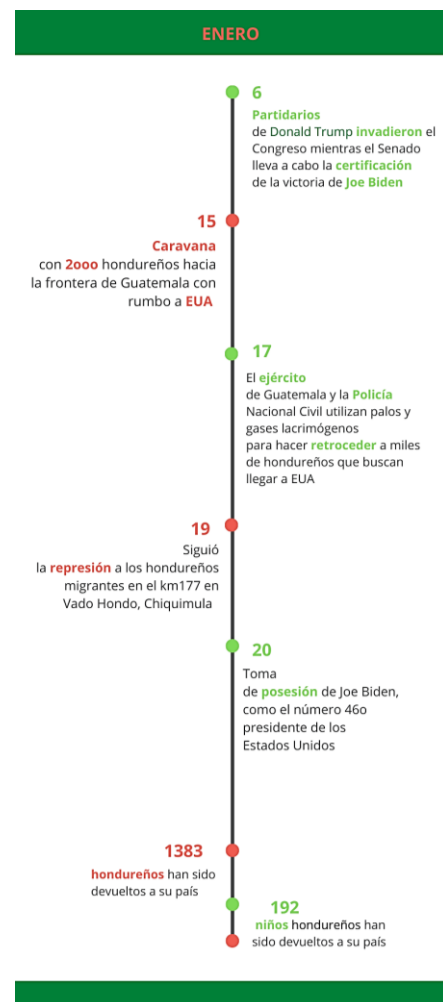 ENERO
6
Partidarios
de Donald Trump invadieron el
Congreso mientras el Senado
lleva a cabo la certificación
de la victoria de Joe Biden
15
Caravana
con 2ooo hondureños hacia
la frontera de Guatemala con
rumbo a EUA
17
El ejército
de Guatemala y la Policía
Nacional Civil utilizan palos y
gases lacrimógenos
para hacer retroceder a miles
de hondureños que buscan
llegar a EUA
19
Siguió
la represión a los hondureños
migrantes en el km177 en
Vado Hondo, Chiquimula
20
Toma
de posesión de Joe Biden,
como el número 46o
presidente de los
Estados Unidos
1383
hondureños han sido
devueltos a su país
192
niños hondureños han
sido devueltos a su país